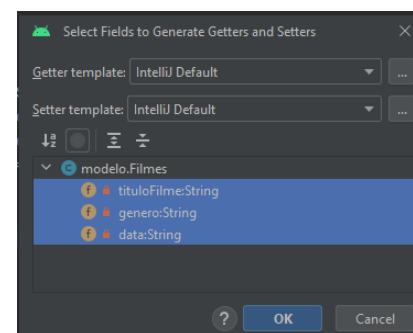 Select Fields to Generate Getters and Setters
Getter template: IntelliJ Default ...
Setter template: IntelliJ Default ...
modelo.Filmes
tituloFilme:String
genero:String
data:String
? OK Cancel